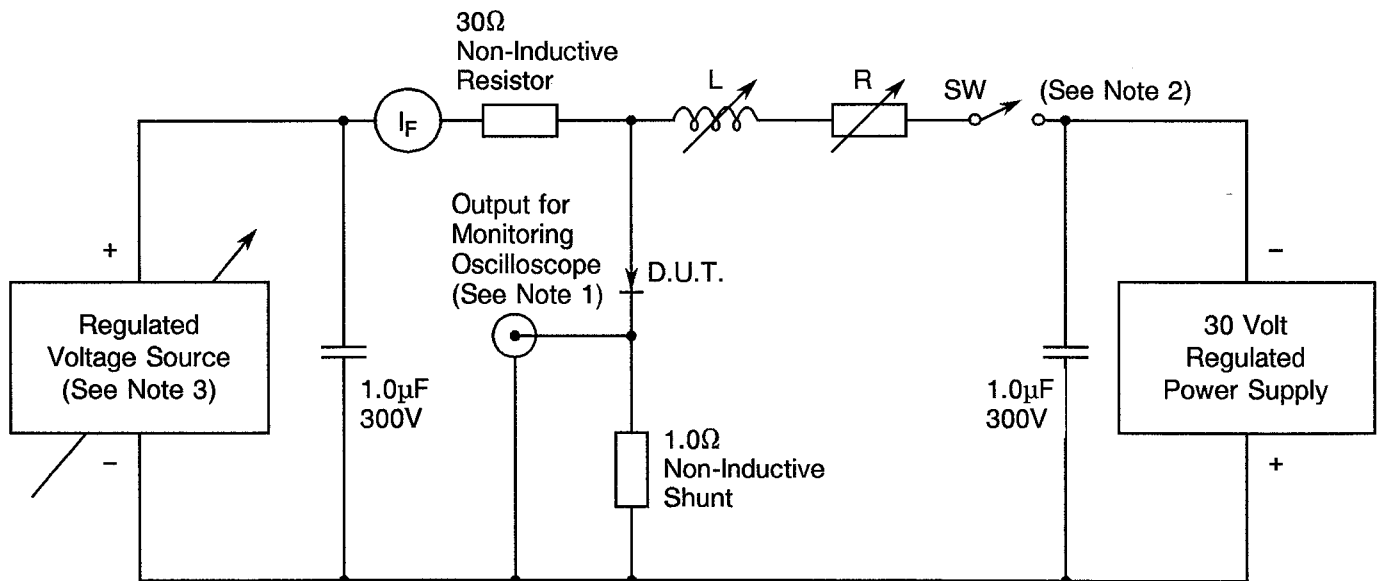 30Ω
Non-Inductive
Resistor
L
R
SW
(See Note 2)
I_F
Output for
Monitoring
Oscilloscope
(See Note 1)
D.U.T.
+
Regulated
Voltage Source
(See Note 3)
–
1.0µF
300V
1.0Ω
Non-Inductive
Shunt
1.0µF
300V
–
30 Volt
Regulated
Power Supply
+